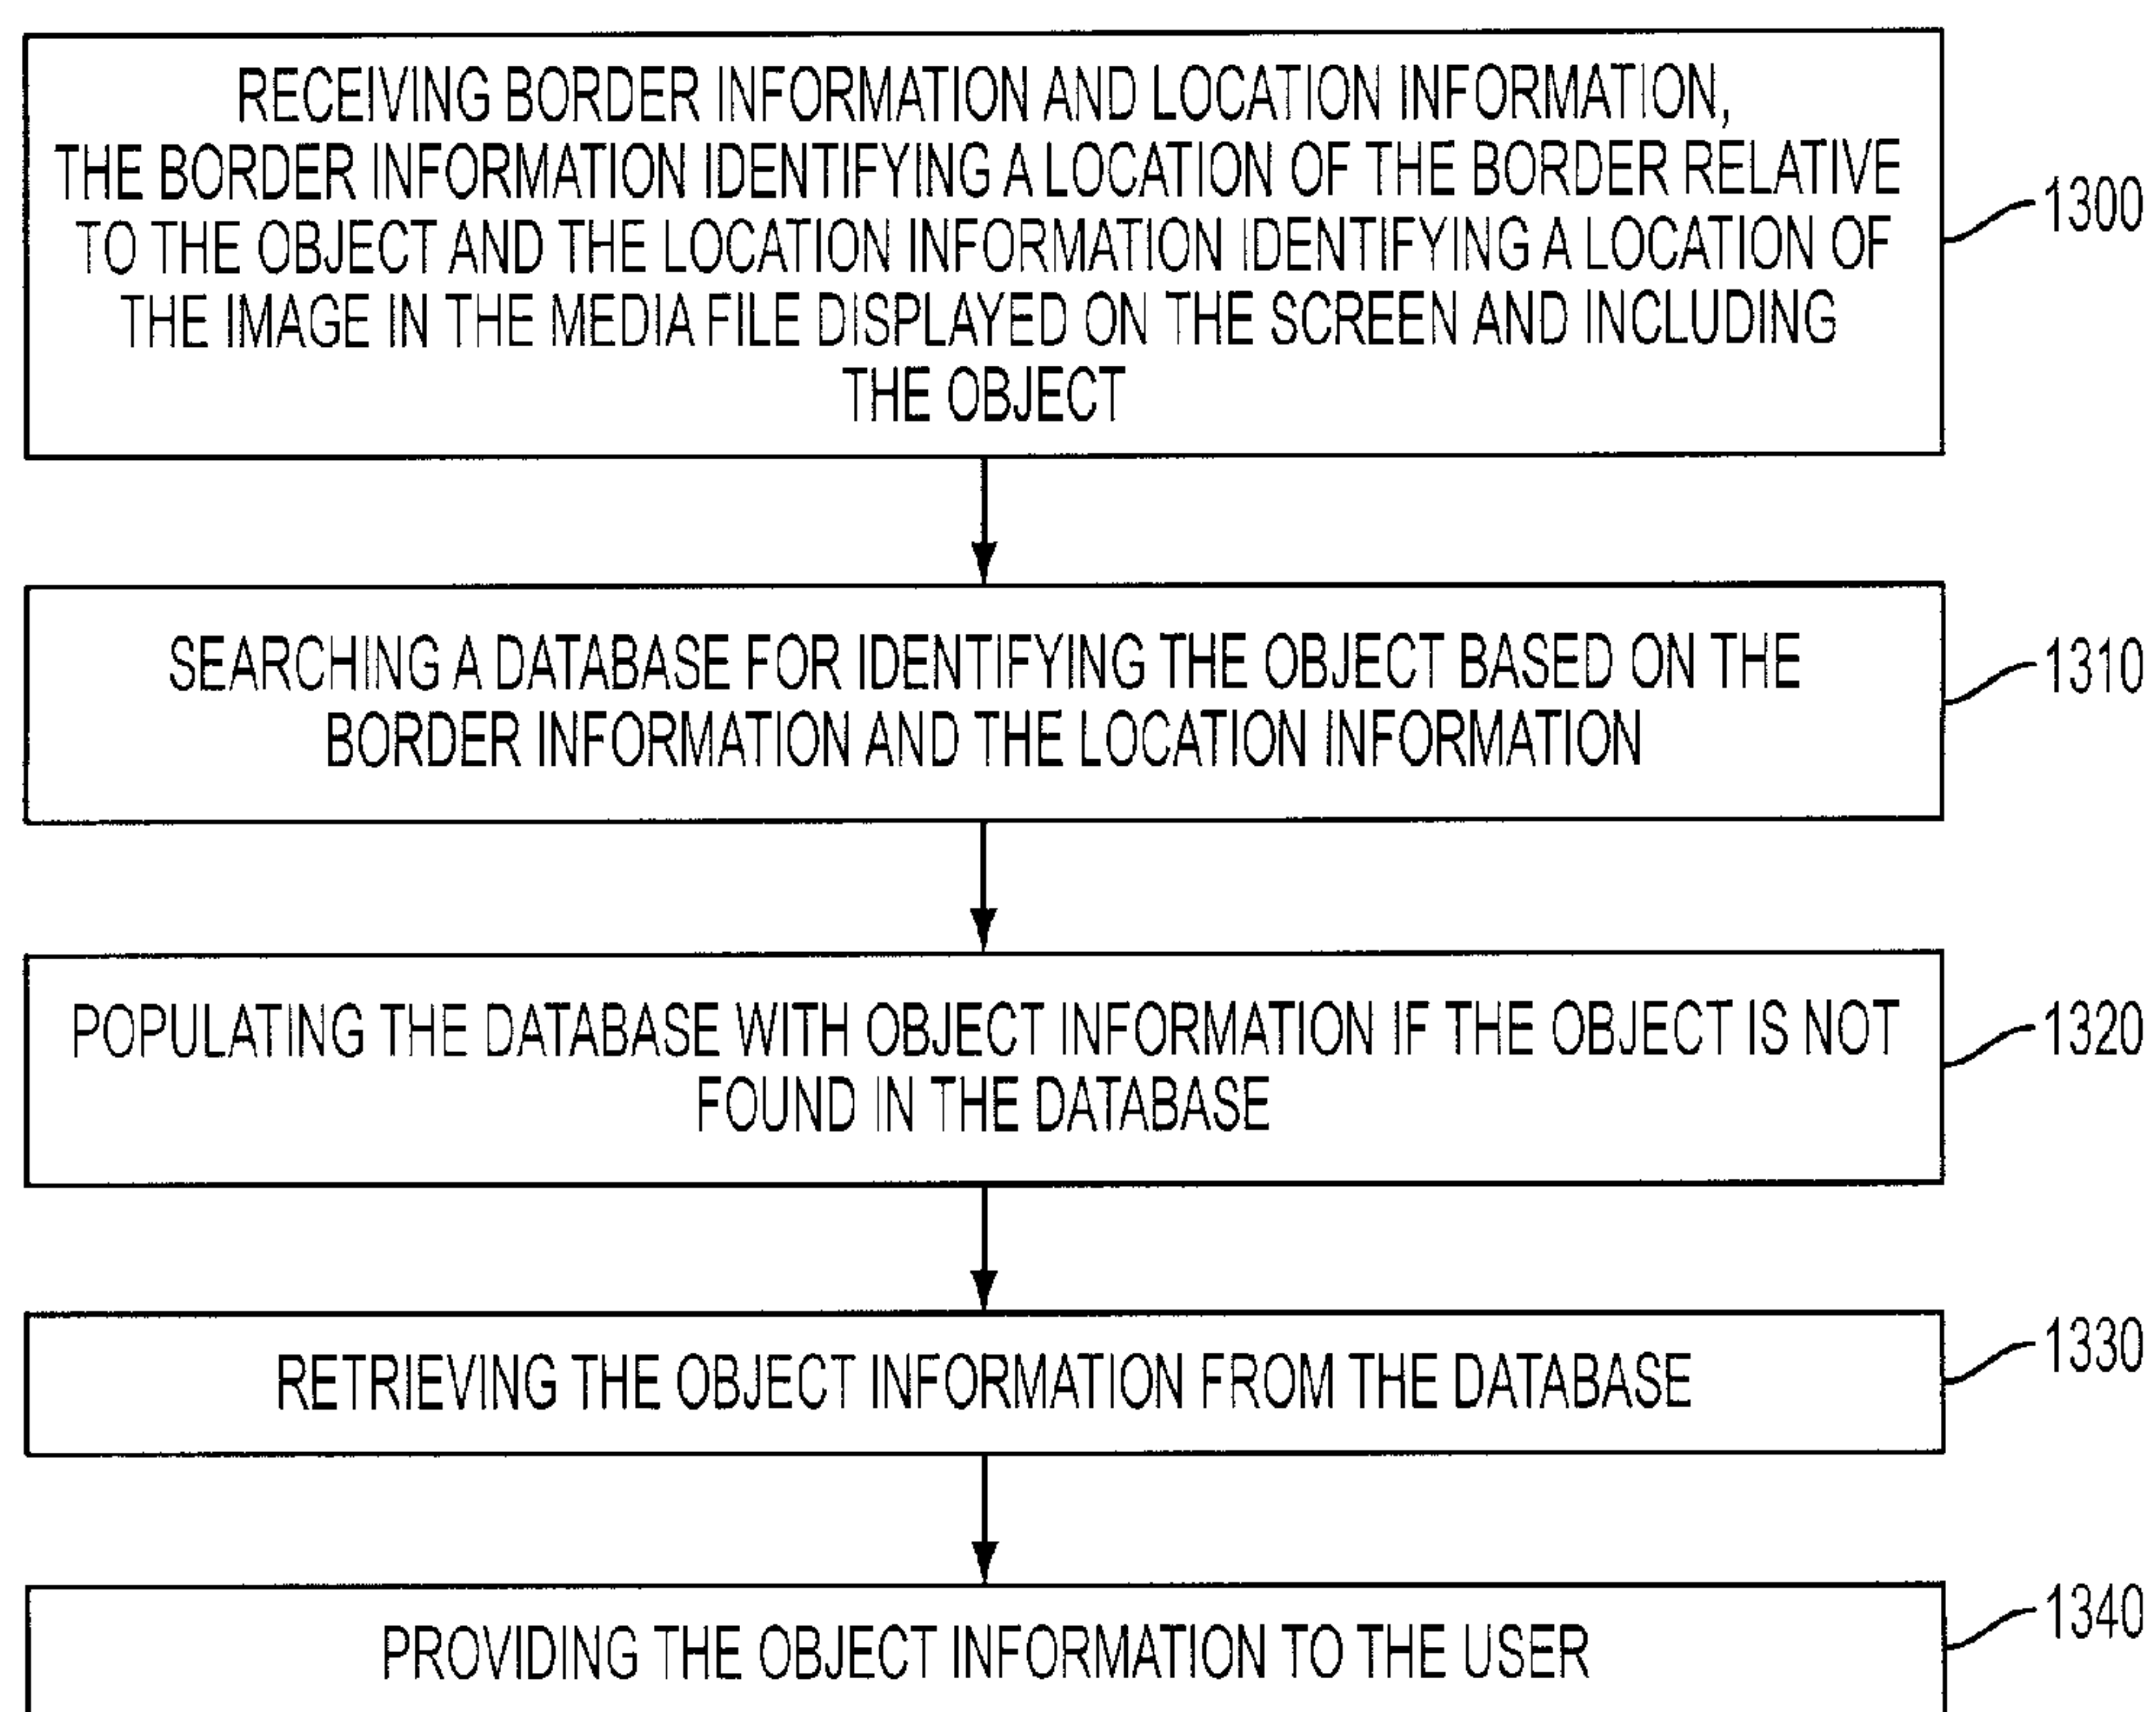 RECEIVING BORDER INFORMATION AND LOCATION INFORMATION,
THE BORDER INFORMATION IDENTIFYING A LOCATION OF THE BORDER RELATIVE
TO THE OBJECT AND THE LOCATION INFORMATION IDENTIFYING A LOCATION OF
THE IMAGE IN THE MEDIA FILE DISPLAYED ON THE SCREEN AND INCLUDING
THE OBJECT
1300
SEARCHING A DATABASE FOR IDENTIFYING THE OBJECT BASED ON THE
BORDER INFORMATION AND THE LOCATION INFORMATION
1310
POPULATING THE DATABASE WITH OBJECT INFORMATION IF THE OBJECT IS NOT
FOUND IN THE DATABASE
1320
RETRIEVING THE OBJECT INFORMATION FROM THE DATABASE
1330
PROVIDING THE OBJECT INFORMATION TO THE USER
1340